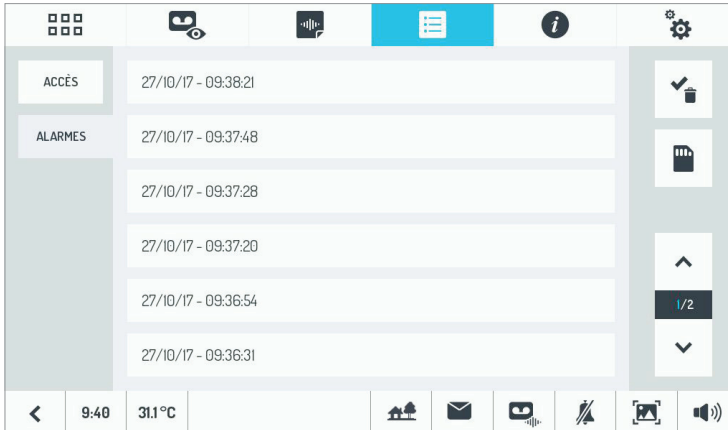 ACCÈS
ALARMES
27/10/17 - 09:38:21
27/10/17 - 09:37:48
27/10/17 - 09:37:28
27/10/17 - 09:37:20
27/10/17 - 09:36:54
27/10/17 - 09:36:31
1/2
9:40
31.1 °C